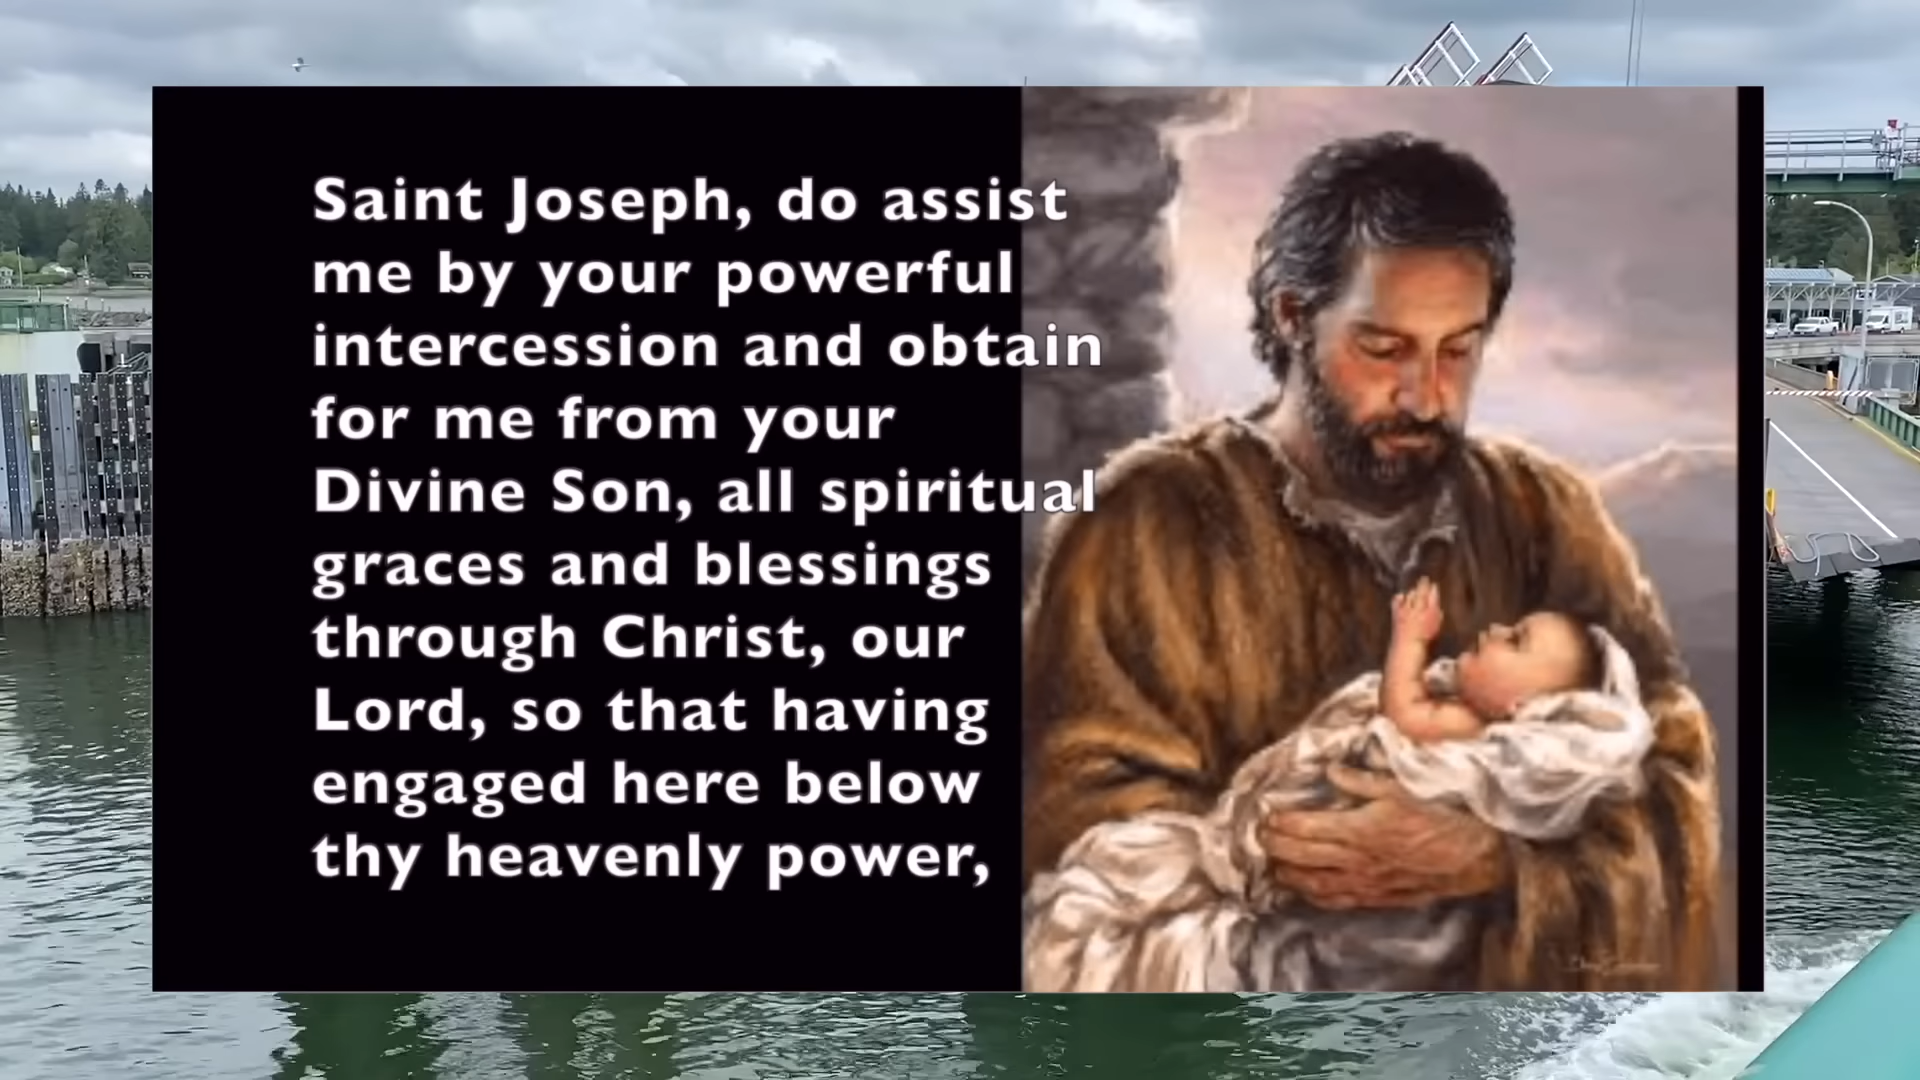 Saint Joseph, do assist
me by your powerful
intercession and obtain
for me from your
Divine Son, all spiritual
graces and blessings
through Christ, our
Lord, so that having
engaged here below
thy heavenly power,